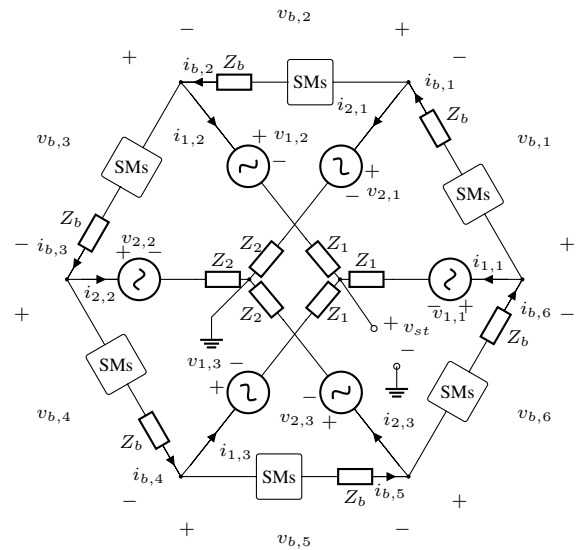 v_{b,2}
+ −
+ −
i_{b,2} Z_b
SMs
i_{b,1}
i_{2,1}
Z_b
v_{b,3}
i_{1,2}
+ v_{1,2}
−
v_{b,1}
SMs
+
− v_{2,1}
SMs
Z_b
i_{b,3}
−
+
v_{2,2}
+ −
Z_2
Z_2
Z_1
Z_1
i_{1,1}
+
i_{2,2}
Z_2
Z_1
− +
v_{1,1}
i_{b,6}
−
+ v_{st}
Z_b
SMs
v_{1,3} −
+
−
−
v_{2,3} +
SMs
v_{b,4}
v_{b,6}
Z_b
i_{1,3}
i_{2,3}
i_{b,4}
SMs
Z_b
i_{b,5}
− +
+ −
v_{b,5}